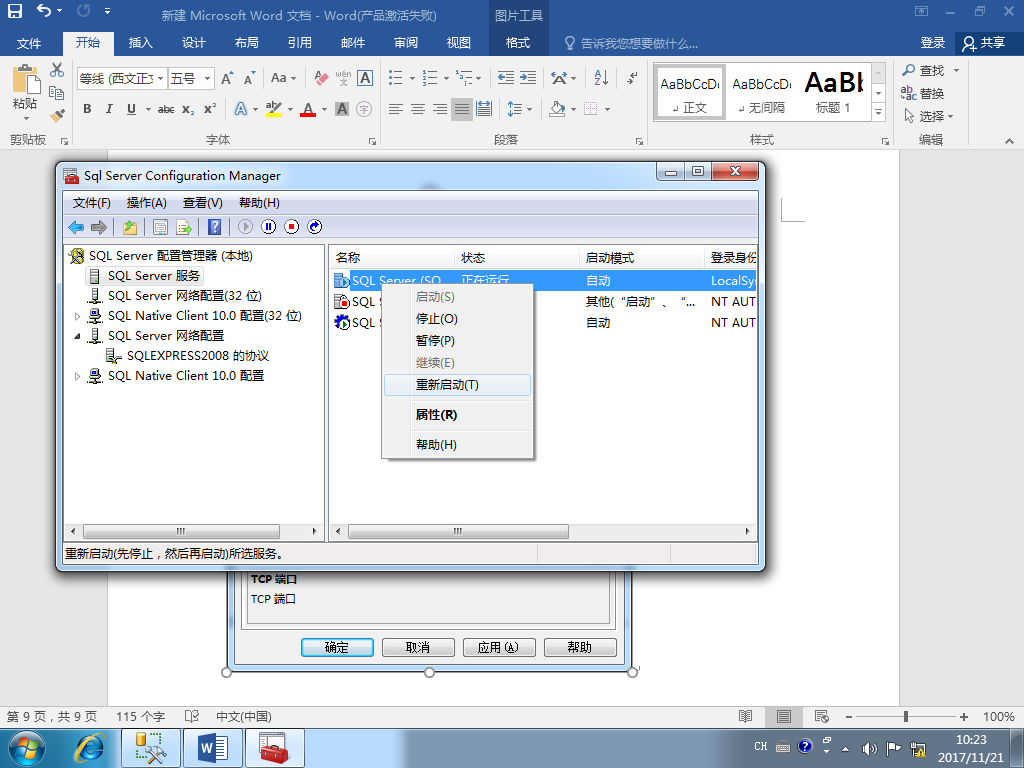 新建 Microsoft Word 文档 - Word(产品激活失败)
图片工具
文件 开始 插入 设计 布局 引用 邮件 审阅 视图 格式 告诉我您想要做什么... 登录 共享
粘贴
等线 (西文正文 五号
AaBbCcDd AaBbCcDd AaBb
正文 无间隔 标题 1
查找
替换
选择
剪贴板 字体 段落 样式 编辑
Sql Server Configuration Manager
文件(F) 操作(A) 查看(V) 帮助(H)
SQL Server 配置管理器 (本地)
SQL Server 服务
SQL Server 网络配置(32 位)
SQL Native Client 10.0 配置(32 位)
SQL Server 网络配置
SQLEXPRESS2008 的协议
SQL Native Client 10.0 配置
名称 状态 启动模式 登录身份
SQL Server (SQ... 正在运行 自动 LocalSys
SQL S 其他(“启动”、“... NT AUT
SQL S 自动 NT AUT
启动(S)
停止(O)
暂停(P)
继续(E)
重新启动(T)
属性(R)
帮助(H)
重新启动(先停止，然后再启动)所选服务。
TCP 端口
TCP 端口
确定 取消 应用(A) 帮助
第 9 页，共 9 页 115 个字 中文(中国) 100%
CH
10:23
2017/11/21